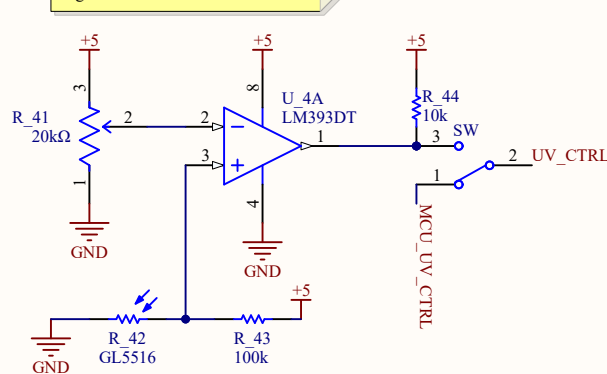 +5
+5
+5
3
8
R_41
20kΩ
2
2
U_4A
LM393DT
1
R_44
10k
3
SW
3
2
UV_CTRL
1
1
4
MCU_UV_CTRL
GND
GND
+5
R_42
GL5516
R_43
100k
GND